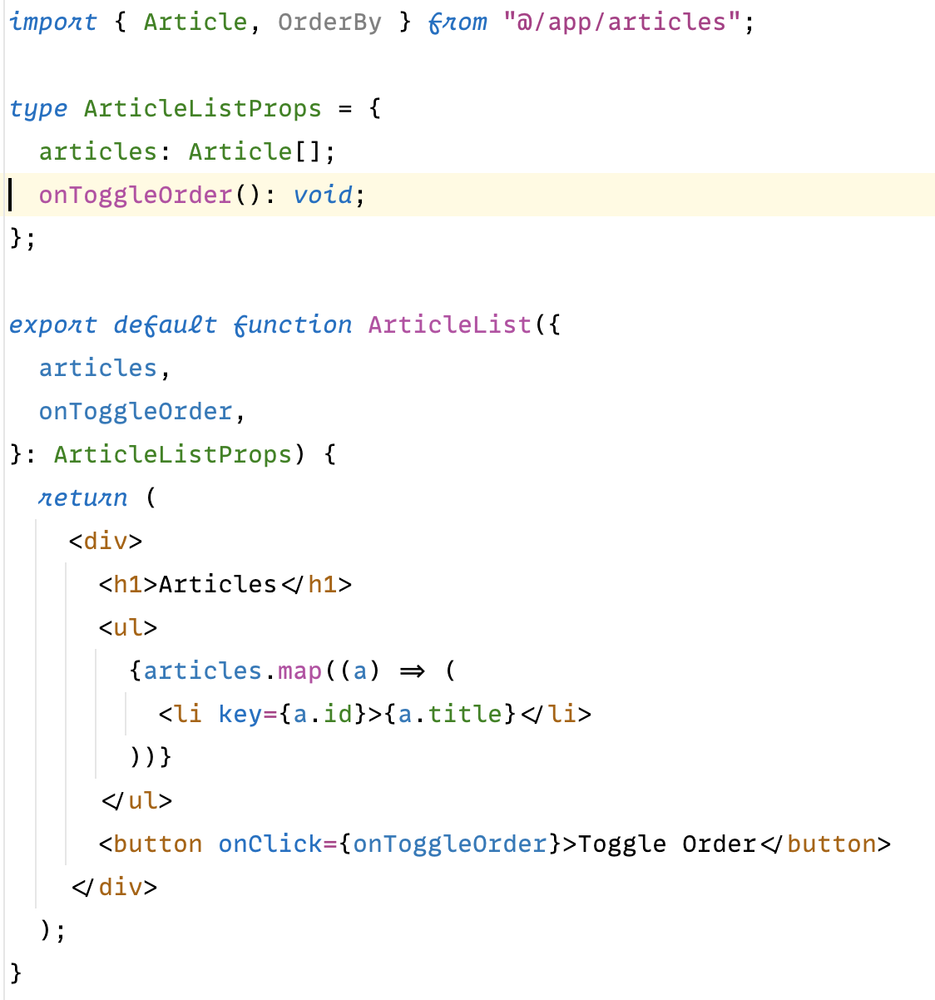 import { Article, OrderBy } from "@/app/articles";
type ArticleListProps = {
  articles: Article[];
  onToggleOrder(): void;
};
export default function ArticleList({
  articles,
  onToggleOrder,
}: ArticleListProps) {
  return (
    <div>
      <h1>Articles</h1>
      <ul>
        {articles.map((a) => (
          <li key={a.id}>{a.title}</li>
        ))}
      </ul>
      <button onClick={onToggleOrder}>Toggle Order</button>
    </div>
  );
}